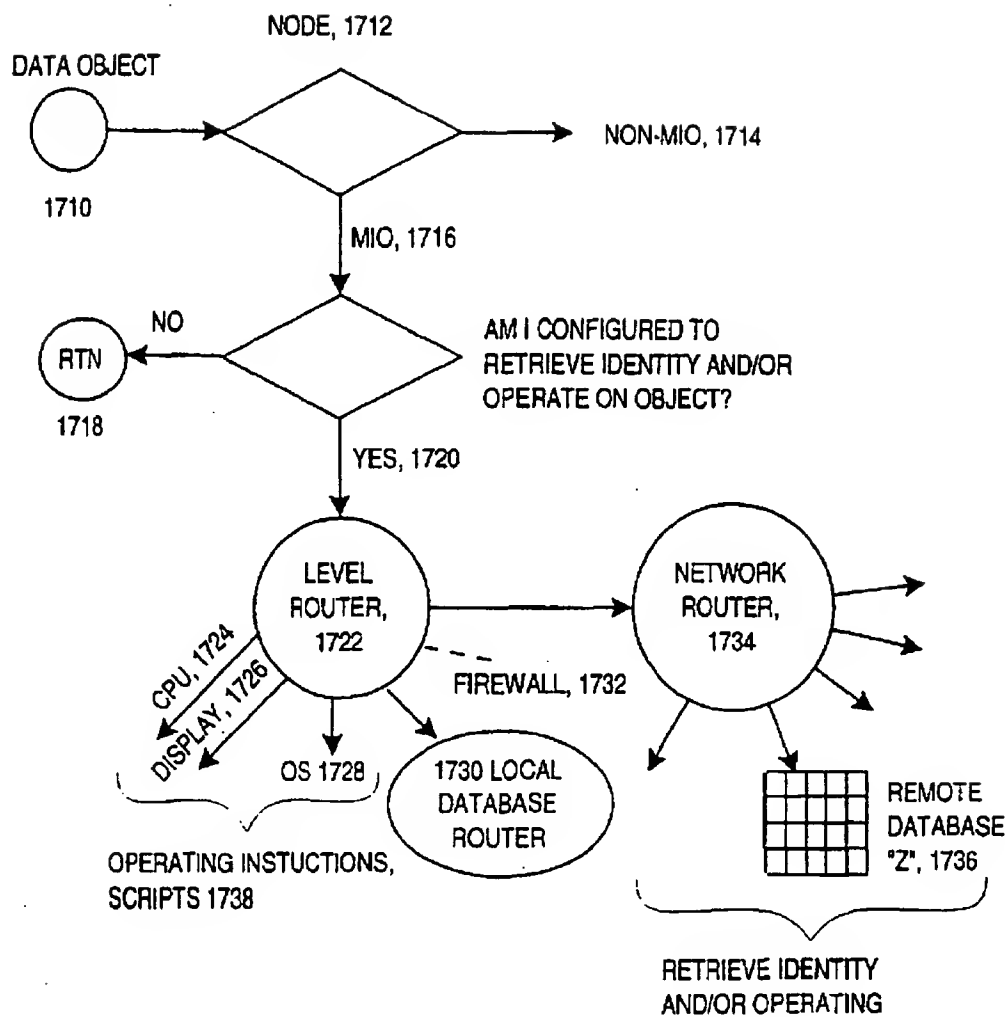 NODE, 1712
DATA OBJECT
NON-MIO, 1714
1710
MIO, 1716
NO
AM I CONFIGURED TO
RETRIEVE IDENTITY AND/OR
OPERATE ON OBJECT?
RTN
1718
YES, 1720
LEVEL
ROUTER,
1722
NETWORK
ROUTER,
1734
CPU, 1724
DISPLAY, 1726
FIREWALL, 1732
OS 1728
1730 LOCAL
DATABASE
ROUTER
REMOTE
DATABASE
"Z", 1736
OPERATING INSTUCTIONS,
SCRIPTS 1738
RETRIEVE IDENTITY
AND/OR OPERATING